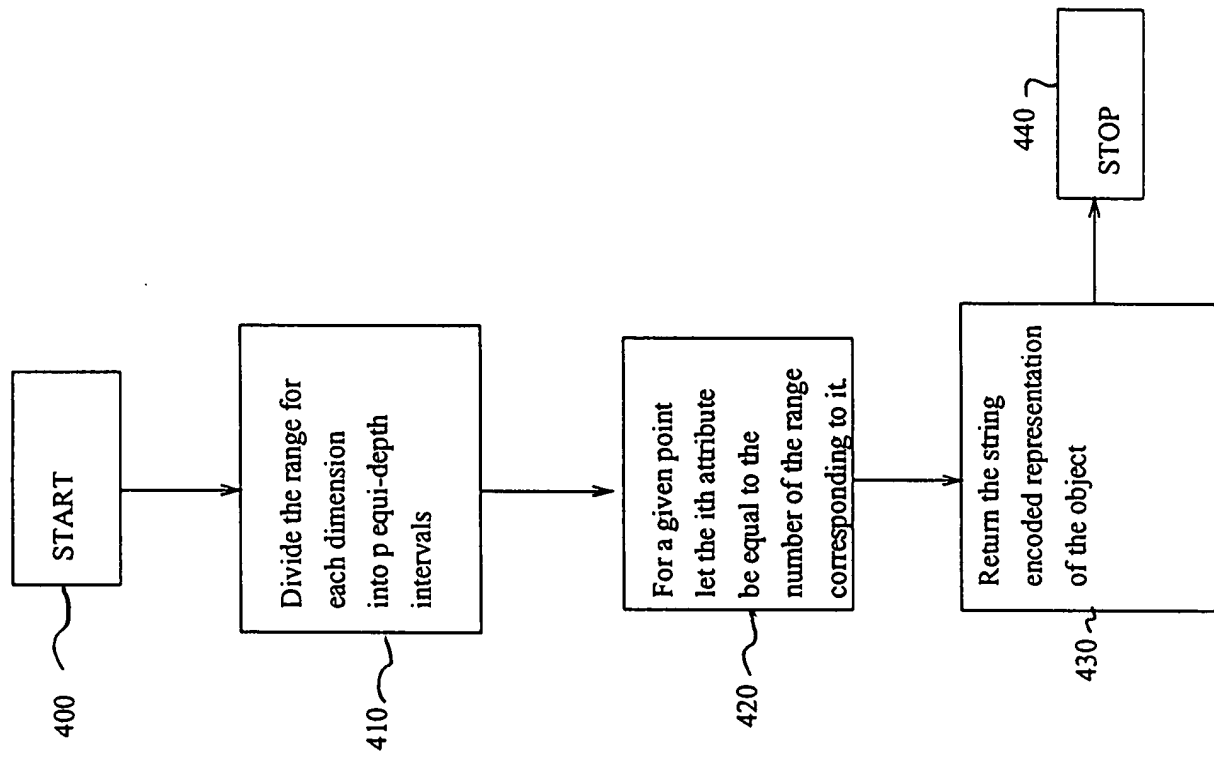 START
400
Divide the range for
each dimension
into p equi-depth
intervals
410
For a given point
let the ith attribute
be equal to the
number of the range
corresponding to it.
420
Return the string
encoded representation
of the object
430
STOP
440